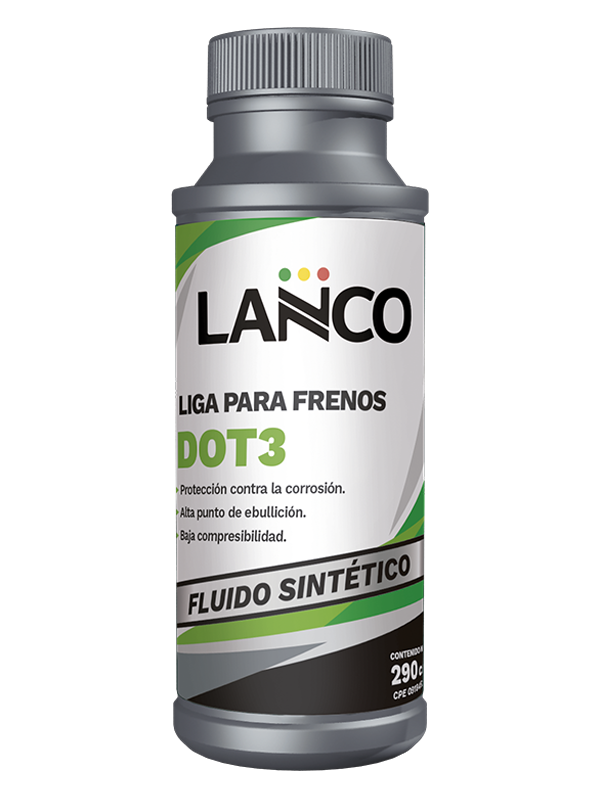 LANCO
LIGA PARA FRENOS
DOT3
Protección contra la corrosión.
Alta punto de ebullición.
Baja compresibilidad.
FLUIDO SINTÉTICO
CONTENIDO
290 c
CPE